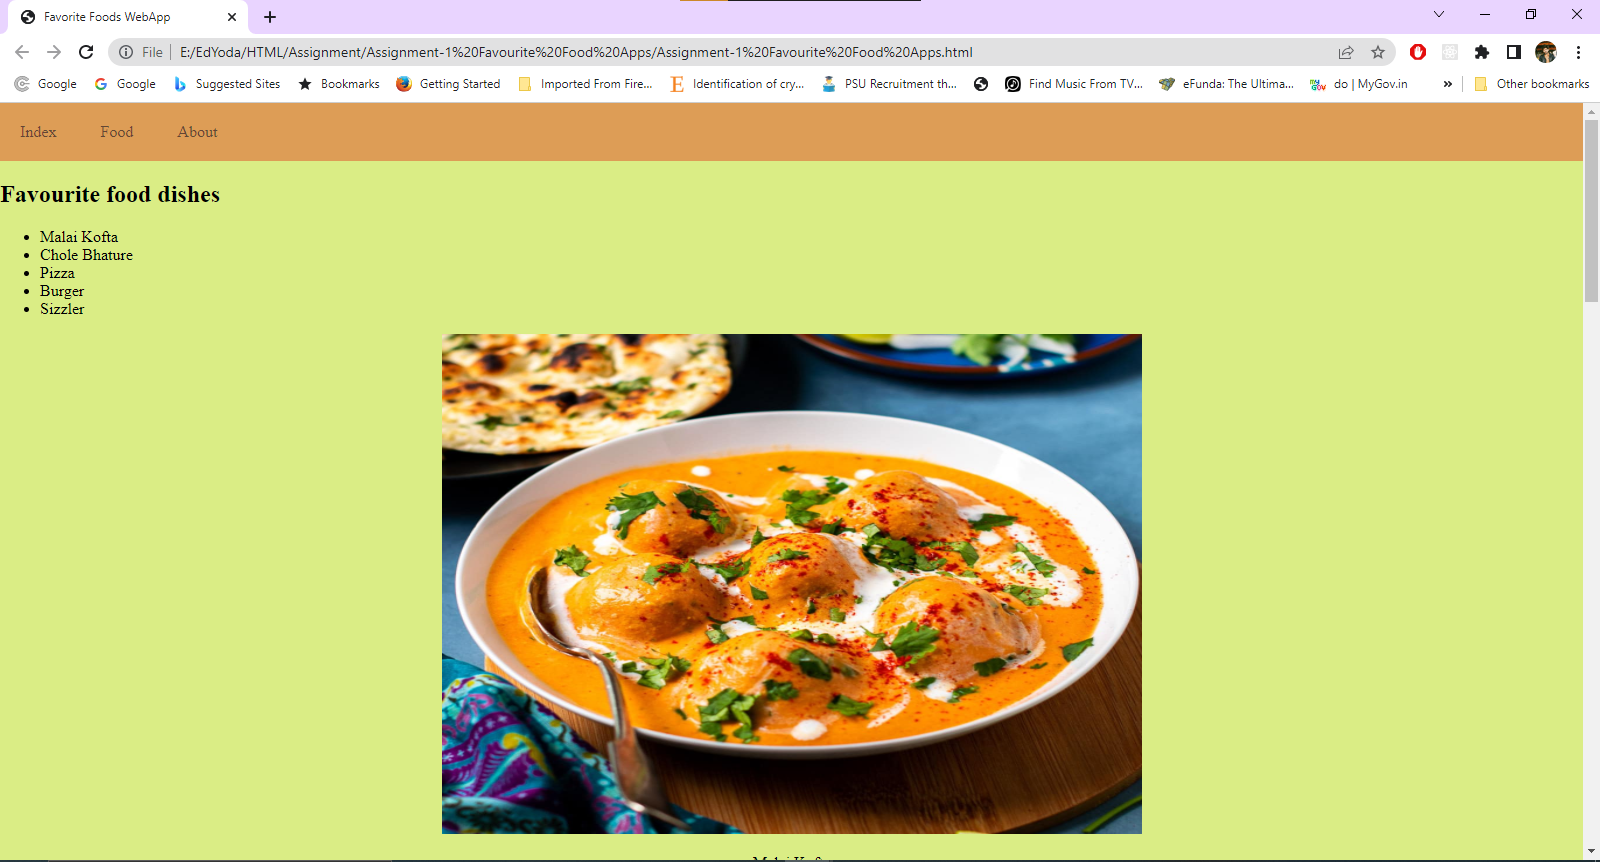 Favorite Foods WebApp
File | E:/EdYoda/HTML/Assignment/Assignment-1%20Favourite%20Food%20Apps/Assignment-1%20Favourite%20Food%20Apps.html
Google Google Suggested Sites Bookmarks Getting Started Imported From Fire... Identification of cry... PSU Recruitment th... Find Music From TV... eFunda: The Ultima... do | MyGov.in » Other bookmarks
Index Food About
Favourite food dishes
• Malai Kofta
• Chole Bhature
• Pizza
• Burger
• Sizzler
Malai Kofta